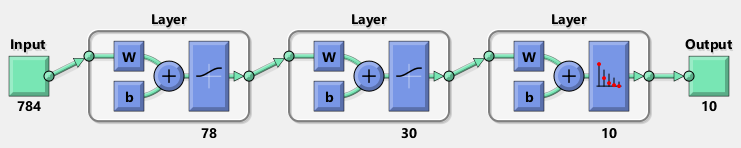 Layer Layer Layer
Input Output
W W W
b b b
784 10
78 30 10